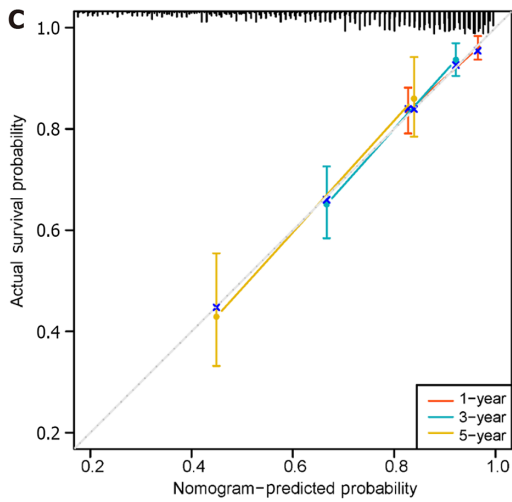 C
Actual survival probability
1.0
0.8
0.6
0.4
0.2
0.2 0.4 0.6 0.8 1.0
Nomogram-predicted probability
1-year
3-year
5-year